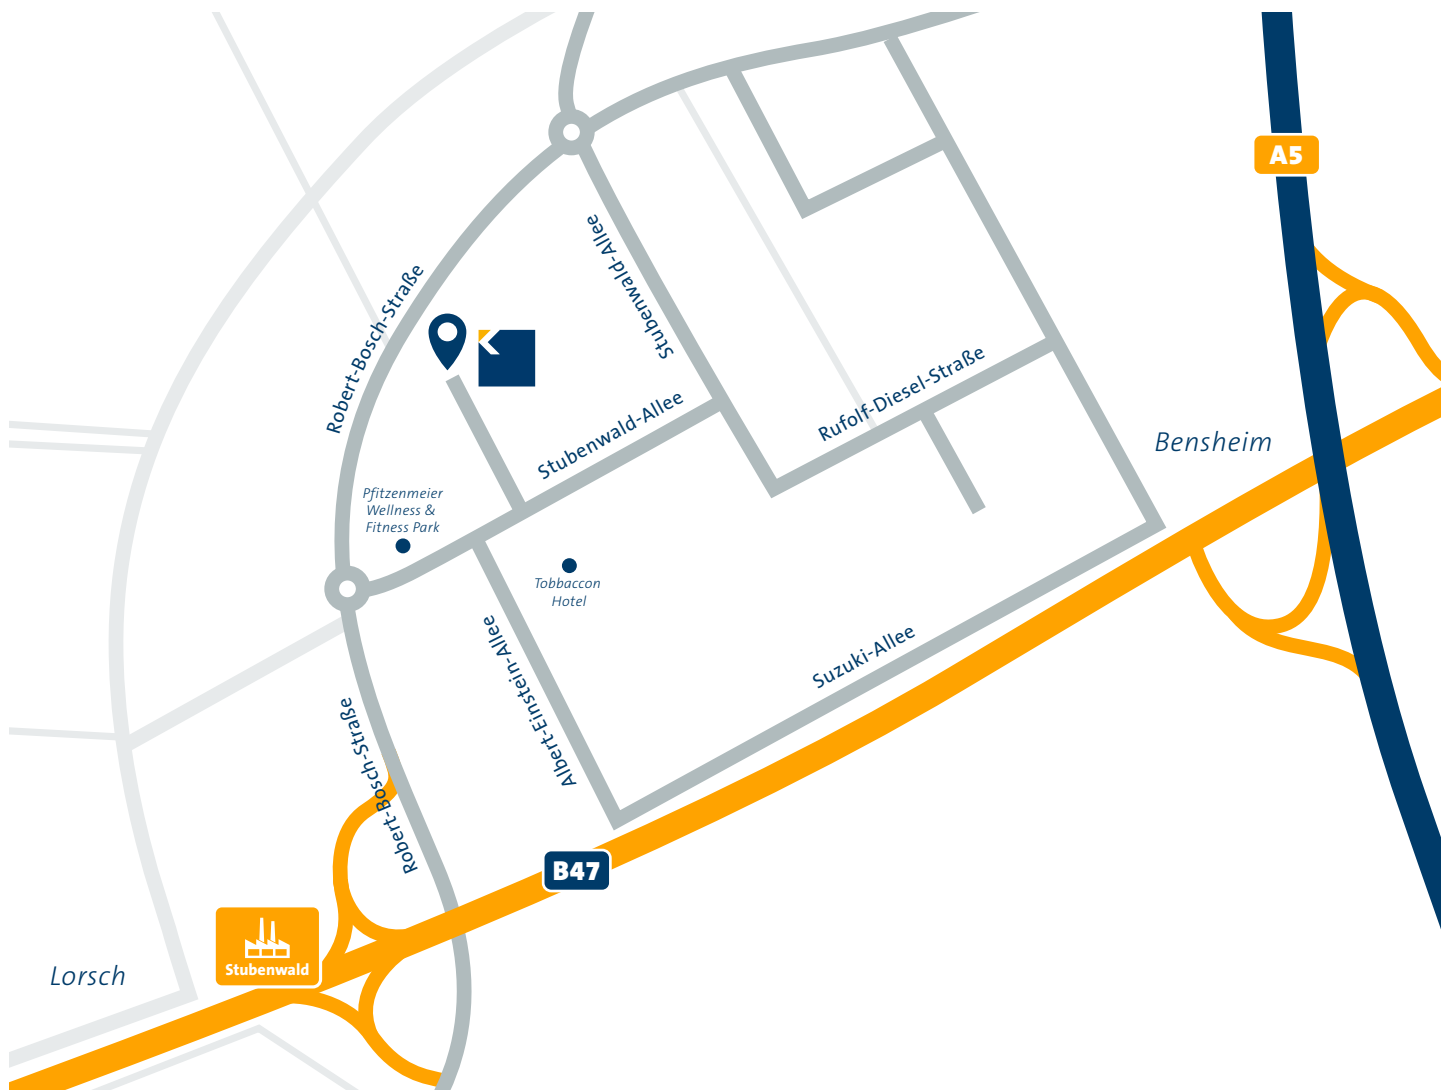 A5
Stubenwald-Allee
Robert-Bosch-Straße
Rufolf-Diesel-Straße
Stubenwald-Allee
Bensheim
Pfitzenmeier
Wellness &
Fitness Park
Tobbaccon
Hotel
Albert-Einstein-Allee
Suzuki-Allee
Robert-Bosch-Straße
B47
Stubenwald
Lorsch